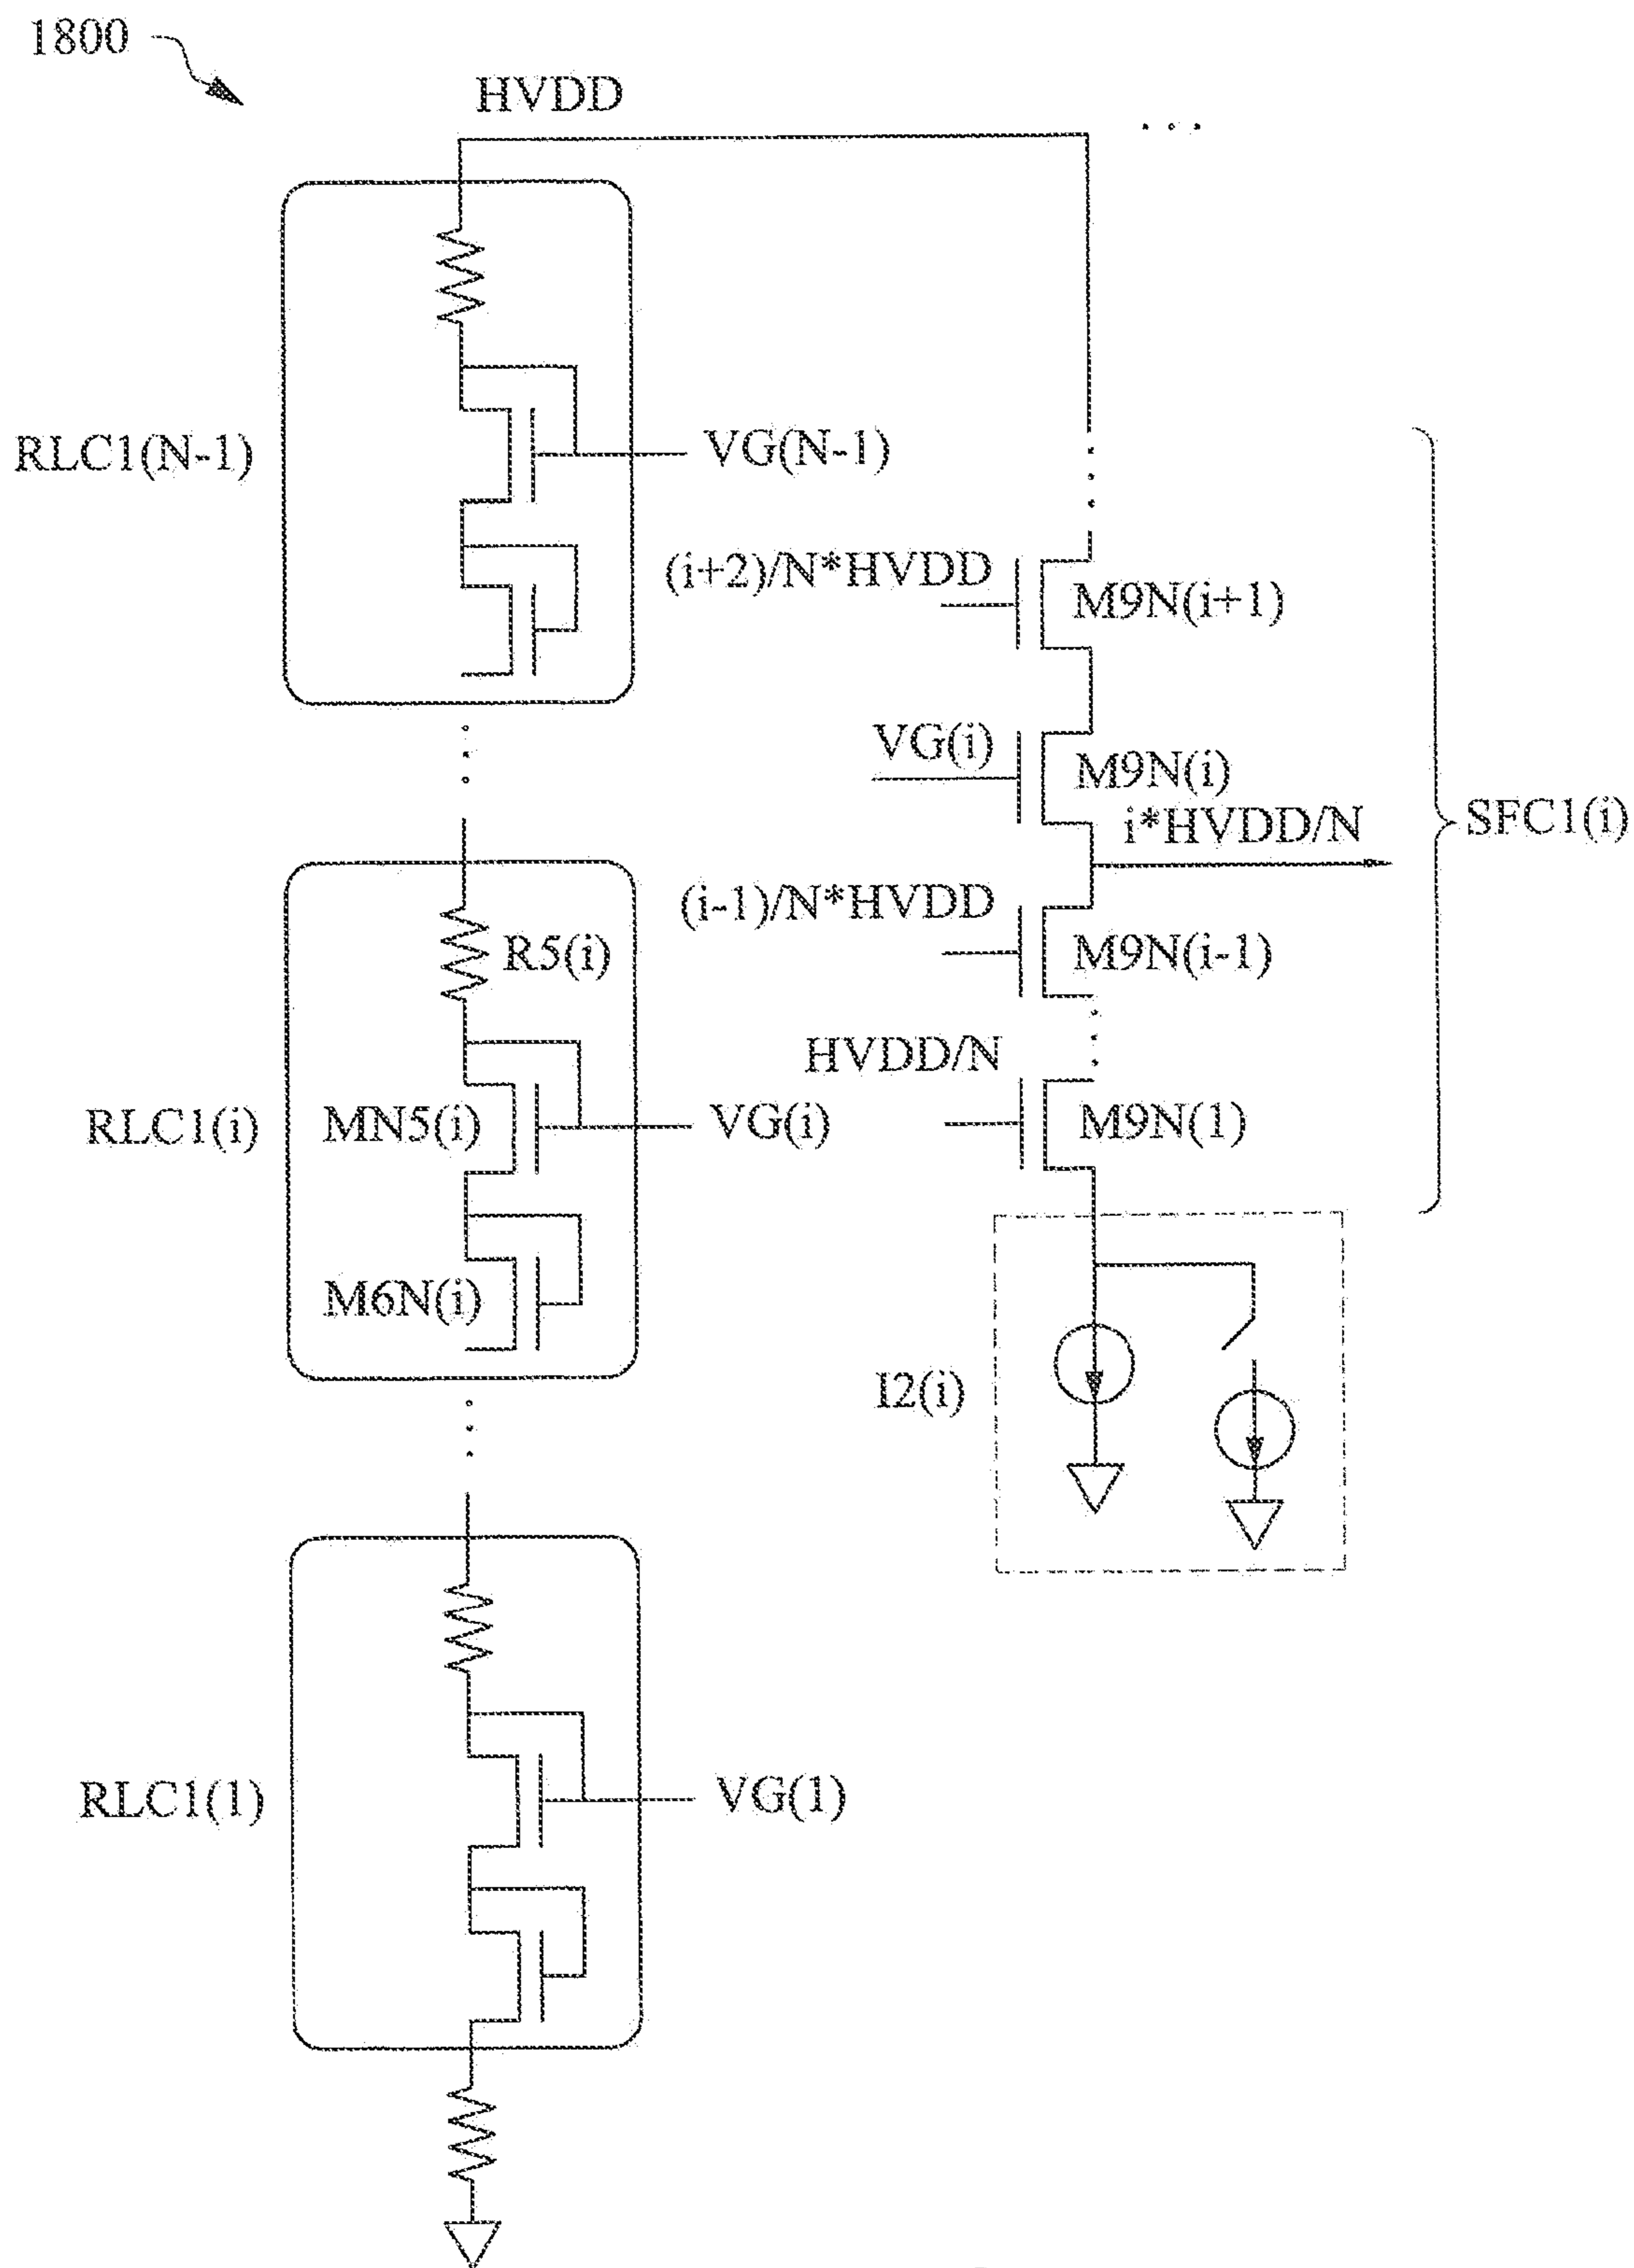 1800
HVDD
RLC1(N-1)
VG(N-1)
(i+2)/N*HVDD
M9N(i+1)
VG(i)
M9N(i)
i*HVDD/N
SFC1(i)
(i-1)/N*HVDD
R5(i)
M9N(i-1)
HVDD/N
RLC1(i)
MN5(i)
VG(i)
M9N(1)
M6N(i)
I2(i)
RLC1(1)
VG(1)